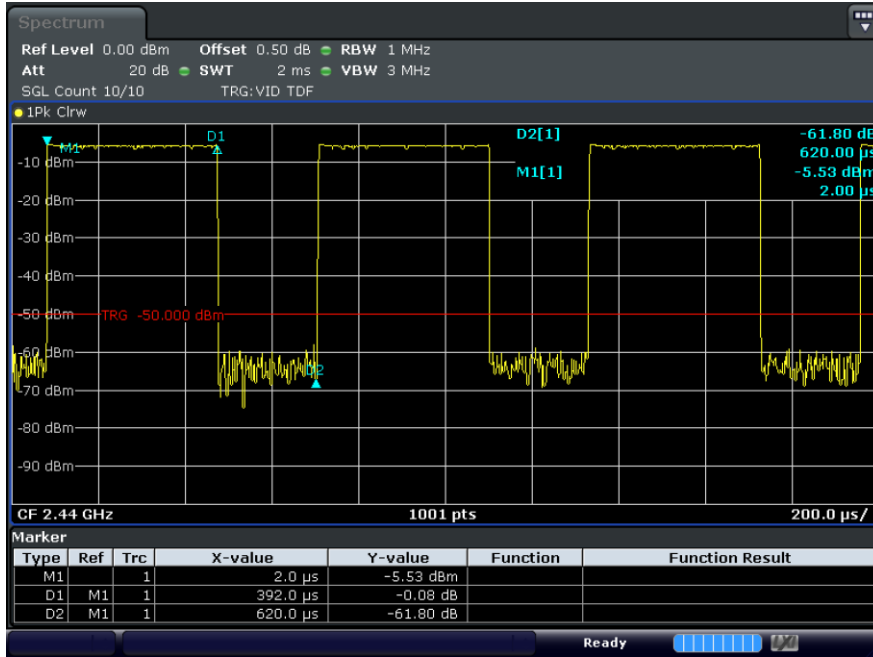 Spectrum
Ref Level 0.00 dBm Offset 0.50 dB RBW 1 MHz
Att 20 dB SWT 2 ms VBW 3 MHz
SGL Count 10/10 TRG:VID TDF
1Pk Clrw
D1 D2[1] -61.80 dB
M1 620.00 µs
-10 dBm M1[1] -5.53 dBm
-20 dBm 2.00 µs
-30 dBm
-40 dBm
-50 dBm TRG -50.000 dBm
-60 dBm
D2
-70 dBm
-80 dBm
-90 dBm
CF 2.44 GHz 1001 pts 200.0 µs/
Marker
Type Ref Trc X-value Y-value Function Function Result
M1 1 2.0 µs -5.53 dBm
D1 M1 1 392.0 µs -0.08 dB
D2 M1 1 620.0 µs -61.80 dB
Ready